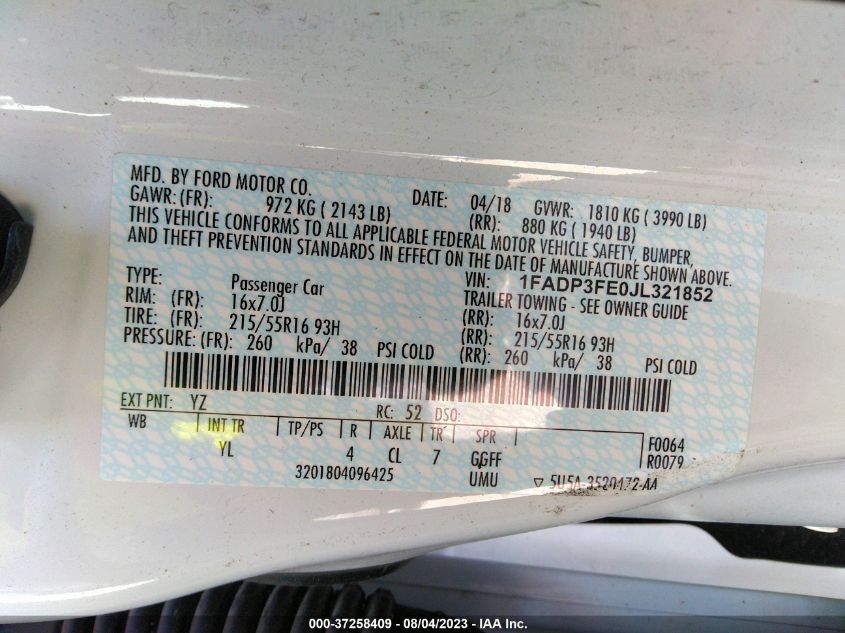 MFD. BY FORD MOTOR CO. DATE: 04/18 GVWR: 1810 KG ( 3990 LB)
GAWR: (FR): 972 KG ( 2143 LB) (RR): 880 KG ( 1940 LB)
THIS VEHICLE CONFORMS TO ALL APPLICABLE FEDERAL MOTOR VEHICLE SAFETY, BUMPER,
AND THEFT PREVENTION STANDARDS IN EFFECT ON THE DATE OF MANUFACTURE SHOWN ABOVE.
VIN: 1FADP3FE0JL321852
TYPE: Passenger Car TRAILER TOWING - SEE OWNER GUIDE
RIM: (FR): 16x7.0J (RR): 16x7.0J
TIRE: (FR): 215/55R16 93H (RR): 215/55R16 93H
PRESSURE: (FR): 260 kPa/ 38 PSI COLD (RR): 260 kPa/ 38 PSI COLD
EXT PNT: YZ RC: 52 DSO:
WB INT TR TP/PS R AXLE TR SPR F0064
YL 4 CL 7 GGFF R0079
3201804096425 UMU ▽ 5U5A-3520472-AA
000-37258409 - 08/04/2023 - IAA Inc.